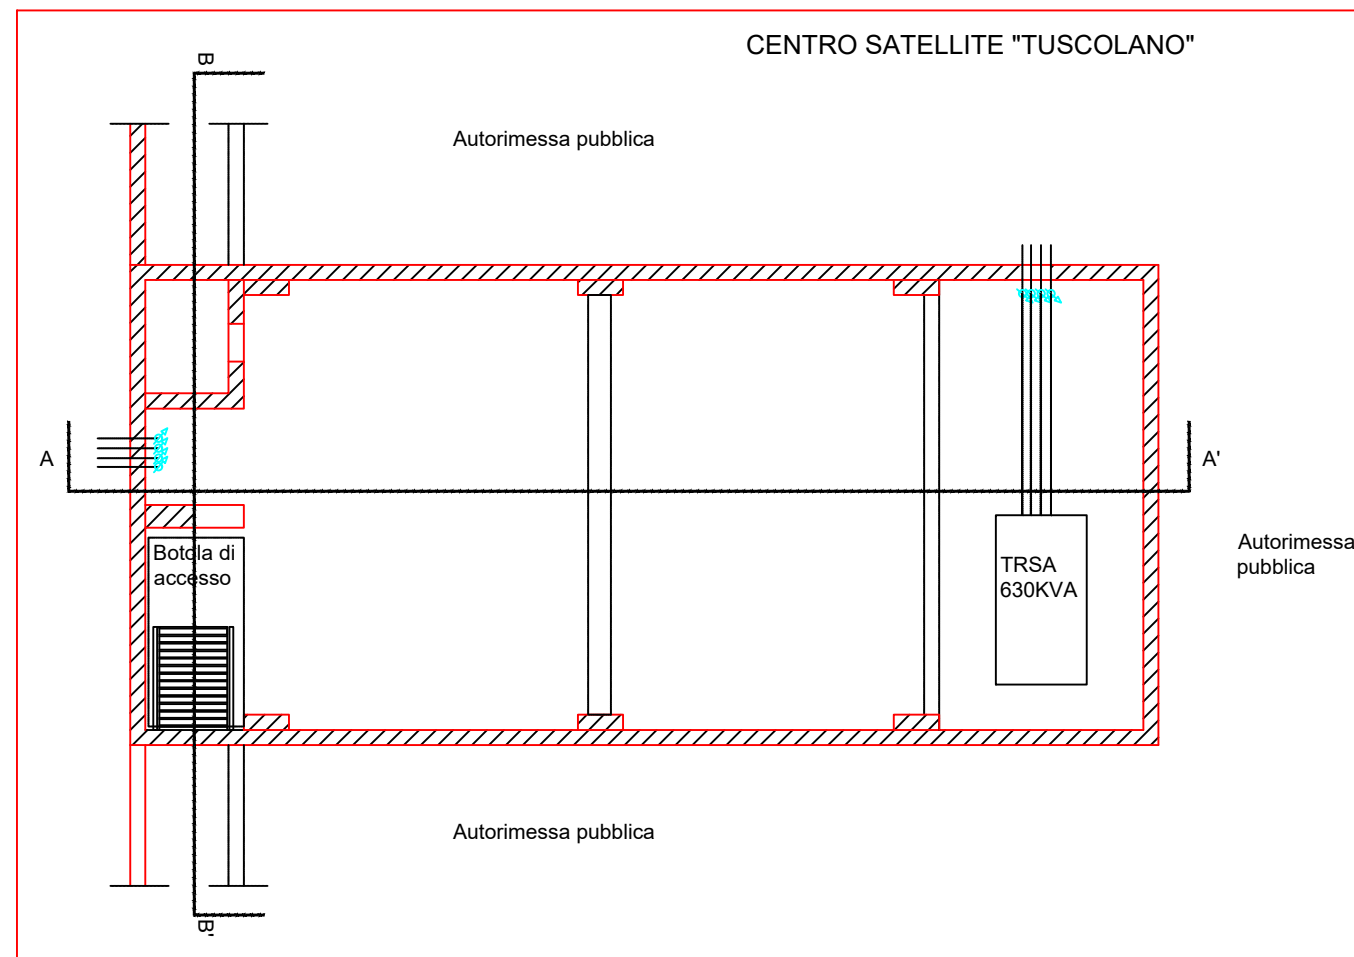 CENTRO SATELLITE "TUSCOLANO"
B
Autorimessa pubblica
A
A'
Botola di
accesso
TRSA
630KVA
Autorimessa
pubblica
Autorimessa pubblica
B'